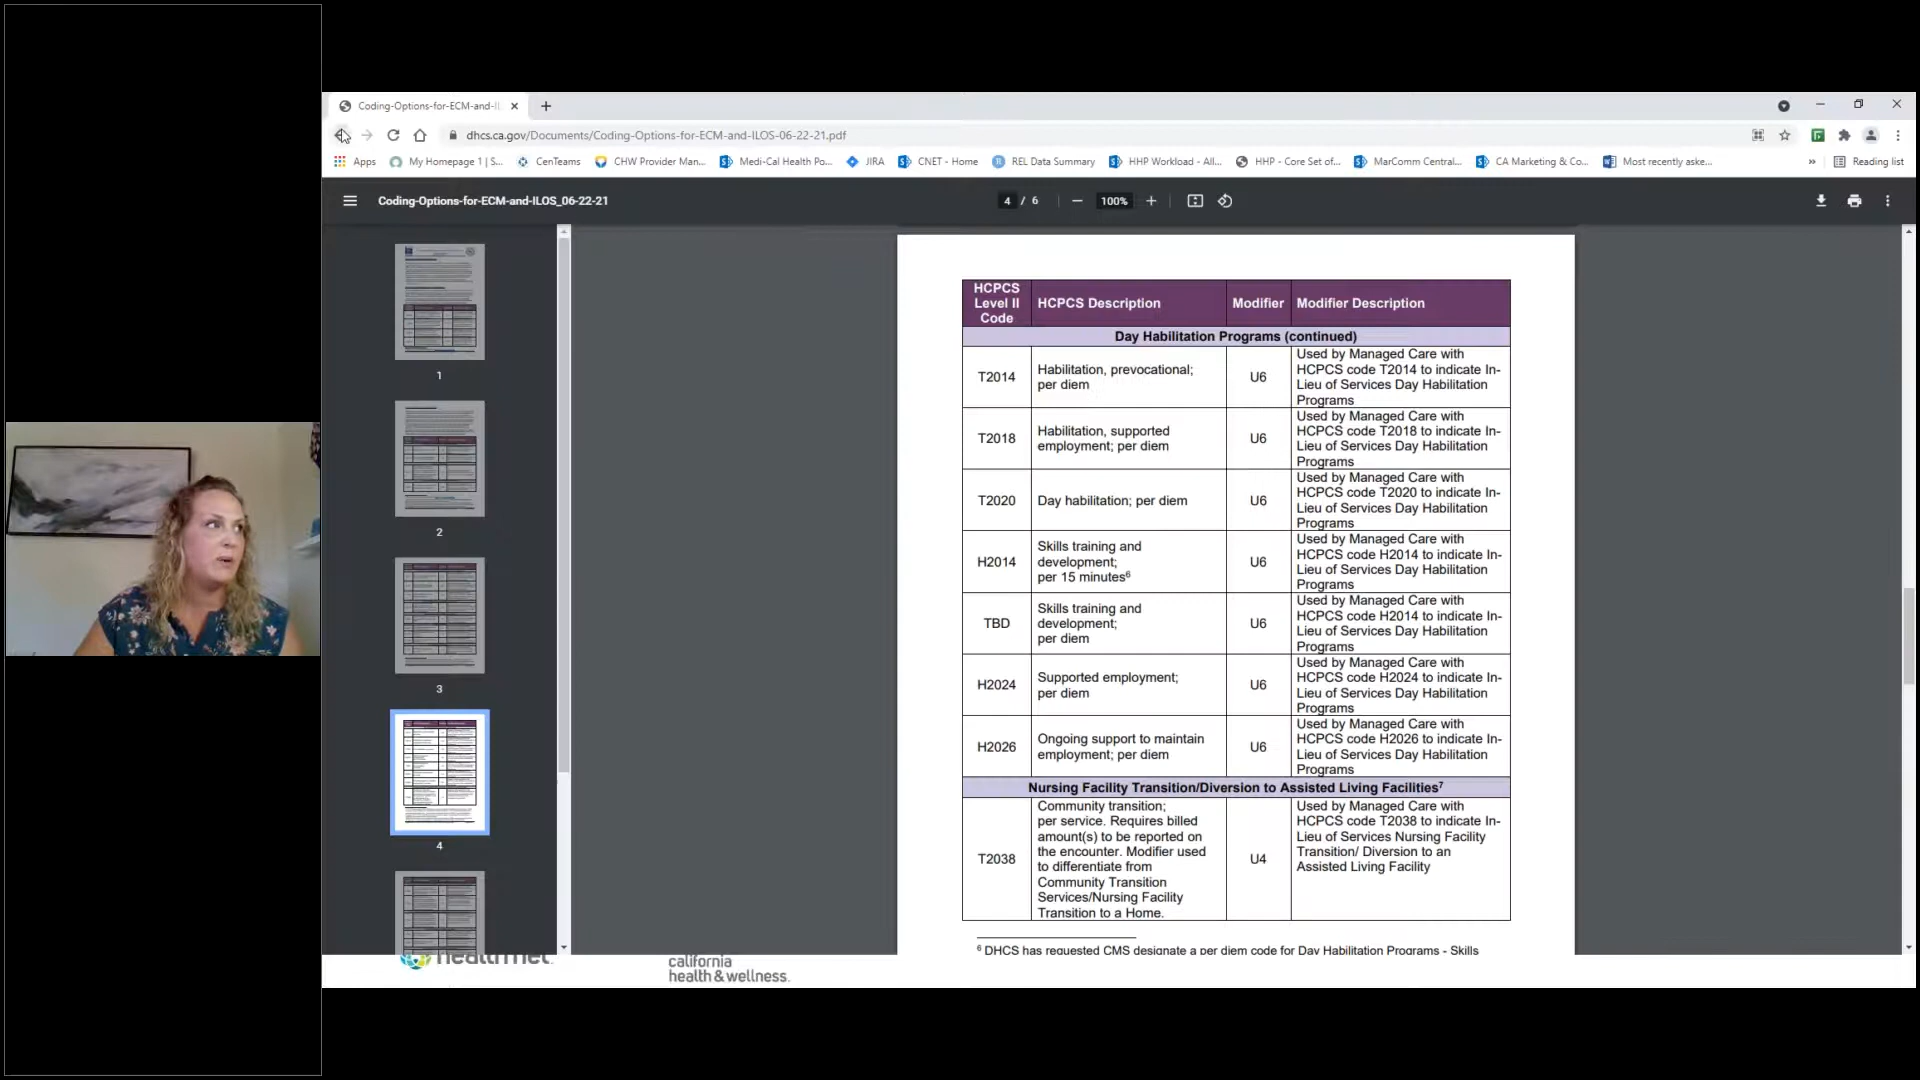 Coding-Options-for-ECM-and-IL
dhcs.ca.gov/Documents/Coding-Options-for-ECM-and-ILOS-06-22-21.pdf
Apps My Homepage 1 | S... CenTeams CHW Provider Man... Medi-Cal Health Po... JIRA CNET - Home REL Data Summary HHP Workload - All... HHP - Core Set of... MarComm Central... CA Marketing & Co... Most recently aske... » Reading list
Coding-Options-for-ECM-and-ILOS_06-22-21
4 / 6 − 100% +
1
2
3
4
HCPCS
Level II
Code
HCPCS Description
Modifier
Modifier Description
Day Habilitation Programs (continued)
T2014
Habilitation, prevocational;
per diem
U6
Used by Managed Care with
HCPCS code T2014 to indicate In-
Lieu of Services Day Habilitation
Programs
T2018
Habilitation, supported
employment; per diem
U6
Used by Managed Care with
HCPCS code T2018 to indicate In-
Lieu of Services Day Habilitation
Programs
T2020
Day habilitation; per diem
U6
Used by Managed Care with
HCPCS code T2020 to indicate In-
Lieu of Services Day Habilitation
Programs
H2014
Skills training and
development;
per 15 minutes⁶
U6
Used by Managed Care with
HCPCS code H2014 to indicate In-
Lieu of Services Day Habilitation
Programs
TBD
Skills training and
development;
per diem
U6
Used by Managed Care with
HCPCS code H2014 to indicate In-
Lieu of Services Day Habilitation
Programs
H2024
Supported employment;
per diem
U6
Used by Managed Care with
HCPCS code H2024 to indicate In-
Lieu of Services Day Habilitation
Programs
H2026
Ongoing support to maintain
employment; per diem
U6
Used by Managed Care with
HCPCS code H2026 to indicate In-
Lieu of Services Day Habilitation
Programs
Nursing Facility Transition/Diversion to Assisted Living Facilities⁷
T2038
Community transition;
per service. Requires billed
amount(s) to be reported on
the encounter. Modifier used
to differentiate from
Community Transition
Services/Nursing Facility
Transition to a Home.
U4
Used by Managed Care with
HCPCS code T2038 to indicate In-
Lieu of Services Nursing Facility
Transition/ Diversion to an
Assisted Living Facility
⁶ DHCS has requested CMS designate a per diem code for Day Habilitation Programs - Skills
health net.
california
health & wellness.